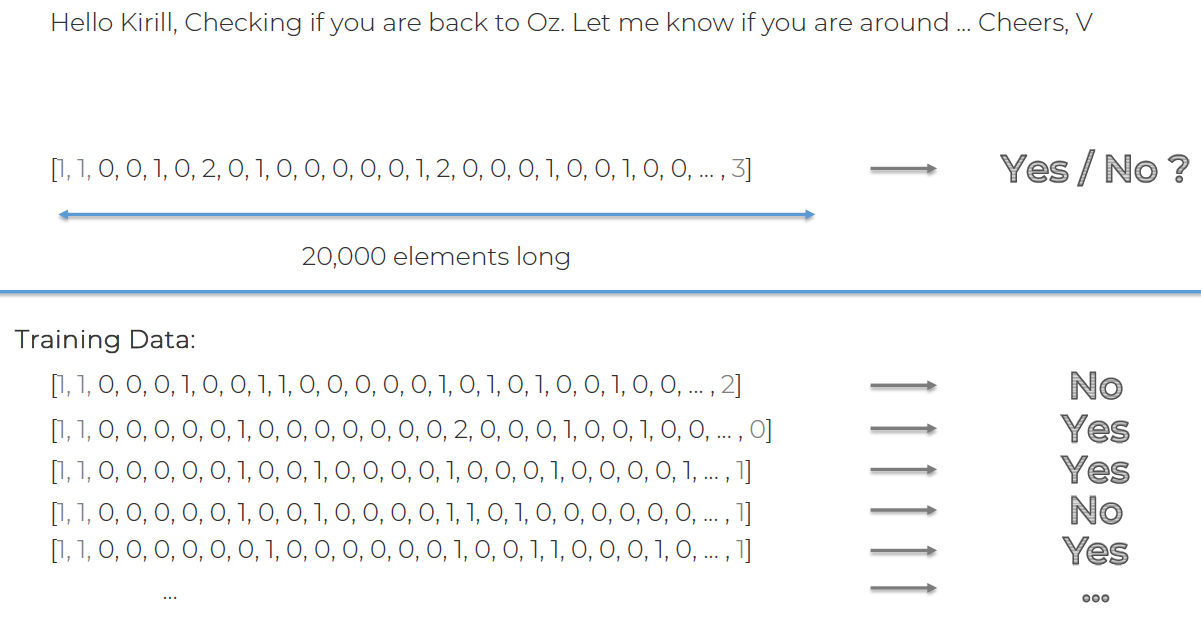 Hello Kirill, Checking if you are back to Oz. Let me know if you are around ... Cheers, V
[1, 1, 0, 0, 1, 0, 2, 0, 1, 0, 0, 0, 0, 0, 1, 2, 0, 0, 0, 1, 0, 0, 1, 0, 0, ... , 3] Yes / No ?
20,000 elements long
Training Data:
[1, 1, 0, 0, 0, 1, 0, 0, 1, 1, 0, 0, 0, 0, 0, 1, 0, 1, 0, 1, 0, 0, 1, 0, 0, ... , 2] No
[1, 1, 0, 0, 0, 0, 0, 1, 0, 0, 0, 0, 0, 0, 0, 2, 0, 0, 0, 1, 0, 0, 1, 0, 0, ... , 0] Yes
[1, 1, 0, 0, 0, 0, 0, 1, 0, 0, 1, 0, 0, 0, 0, 1, 0, 0, 0, 1, 0, 0, 0, 0, 1, ... , 1] Yes
[1, 1, 0, 0, 0, 0, 0, 1, 0, 0, 1, 0, 0, 0, 0, 1, 1, 0, 1, 0, 0, 0, 0, 0, 0, ... , 1] No
[1, 1, 0, 0, 0, 0, 0, 0, 1, 0, 0, 0, 0, 0, 0, 1, 0, 0, 1, 1, 0, 0, 0, 1, 0, ... , 1] Yes
... ...